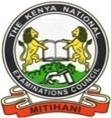 THE KENYA NATIONAL
EXAMINATIONS COUNCIL
MITIHANI